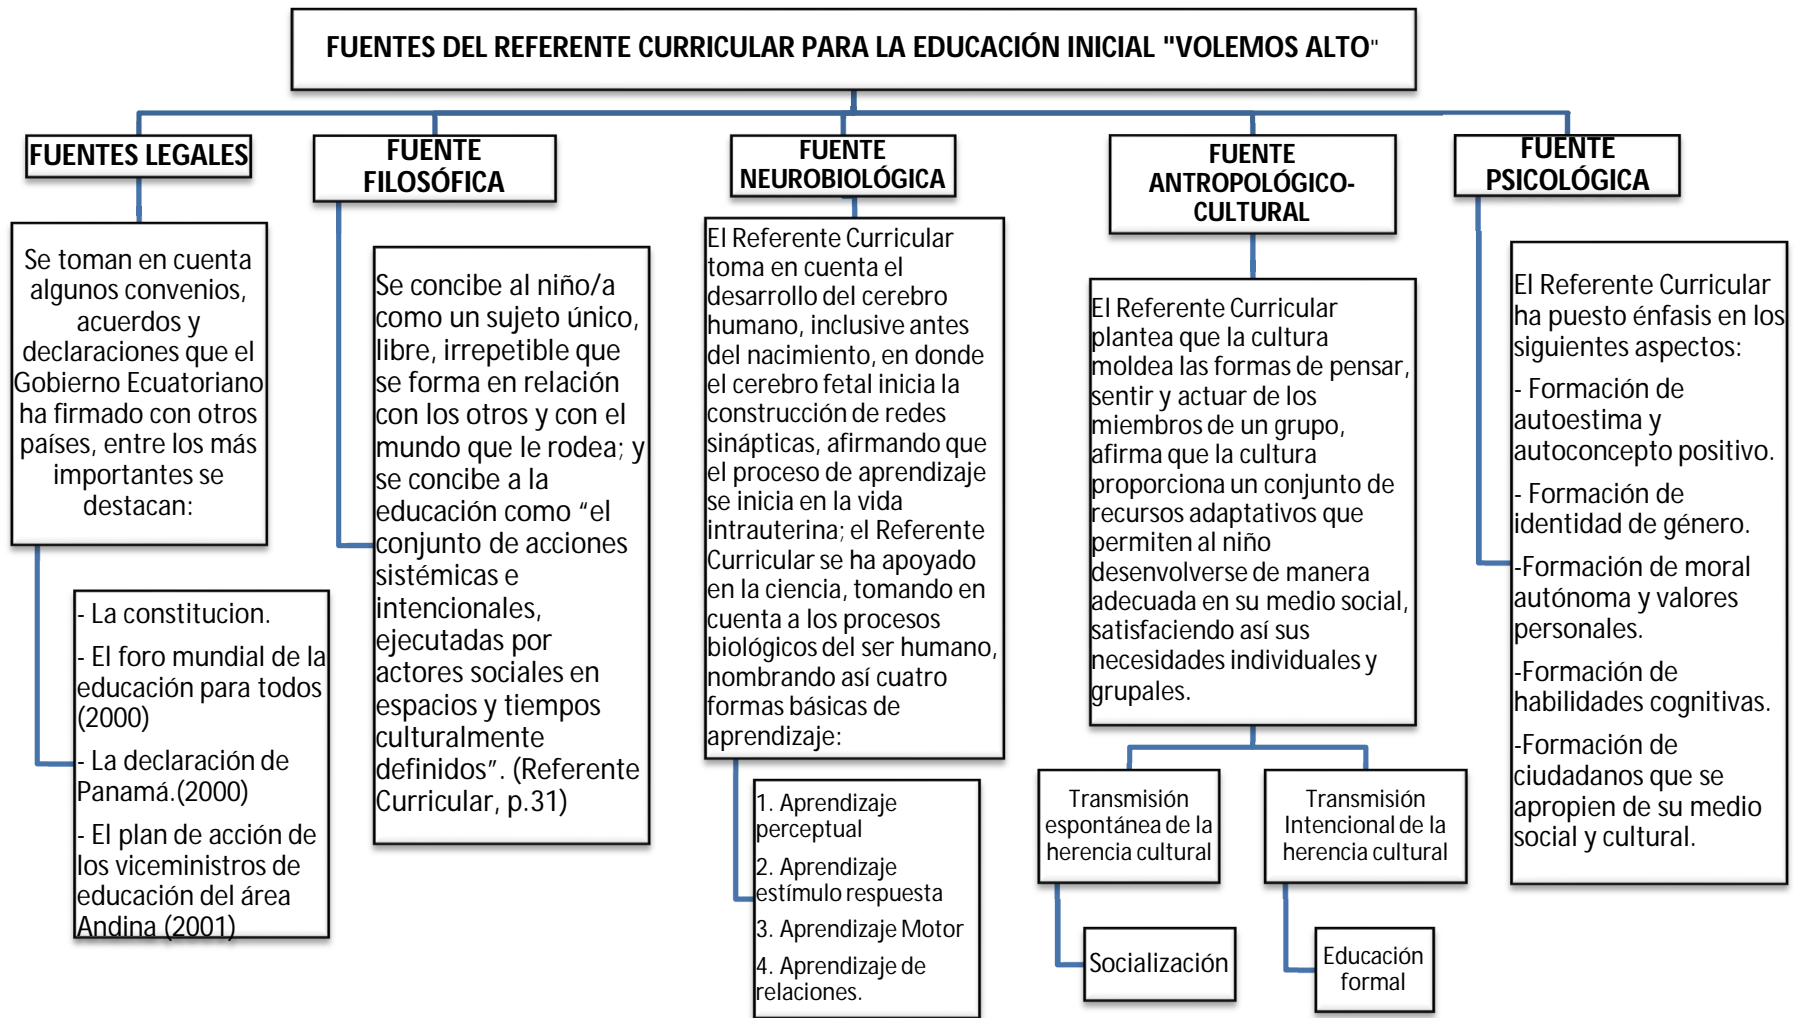 FUENTES DEL REFERENTE CURRICULAR PARA LA EDUCACIÓN INICIAL "VOLEMOS ALTO"
FUENTES LEGALES
Se toman en cuenta
algunos convenios,
acuerdos y
declaraciones que el
Gobierno Ecuatoriano
ha firmado con otros
países, entre los más
importantes se
destacan:
- La constitucion.
- El foro mundial de la
educación para todos
(2000)
- La declaración de
Panamá.(2000)
- El plan de acción de
los viceministros de
educación del área
Andina (2001)
FUENTE
FILOSÓFICA
Se concibe al niño/a
como un sujeto único,
libre, irrepetible que
se forma en relación
con los otros y con el
mundo que le rodea; y
se concibe a la
educación como “el
conjunto de acciones
sistémicas e
intencionales,
ejecutadas por
actores sociales en
espacios y tiempos
culturalmente
definidos”. (Referente
Curricular, p.31)
FUENTE
NEUROBIOLÓGICA
El Referente Curricular
toma en cuenta el
desarrollo del cerebro
humano, inclusive antes
del nacimiento, en donde
el cerebro fetal inicia la
construcción de redes
sinápticas, afirmando que
el proceso de aprendizaje
se inicia en la vida
intrauterina; el Referente
Curricular se ha apoyado
en la ciencia, tomando en
cuenta a los procesos
biológicos del ser humano,
nombrando así cuatro
formas básicas de
aprendizaje:
1. Aprendizaje
perceptual
2. Aprendizaje
estímulo respuesta
3. Aprendizaje Motor
4. Aprendizaje de
relaciones.
FUENTE
ANTROPOLÓGICO-
CULTURAL
El Referente Curricular
plantea que la cultura
moldea las formas de pensar,
sentir y actuar de los
miembros de un grupo,
afirma que la cultura
proporciona un conjunto de
recursos adaptativos que
permiten al niño
desenvolverse de manera
adecuada en su medio social,
satisfaciendo así sus
necesidades individuales y
grupales.
Transmisión
espontánea de la
herencia cultural
Socialización
Transmisión
Intencional de la
herencia cultural
Educación
formal
FUENTE
PSICOLÓGICA
El Referente Curricular
ha puesto énfasis en los
siguientes aspectos:
- Formación de
autoestima y
autoconcepto positivo.
- Formación de
identidad de género.
-Formación de moral
autónoma y valores
personales.
-Formación de
habilidades cognitivas.
-Formación de
ciudadanos que se
apropien de su medio
social y cultural.